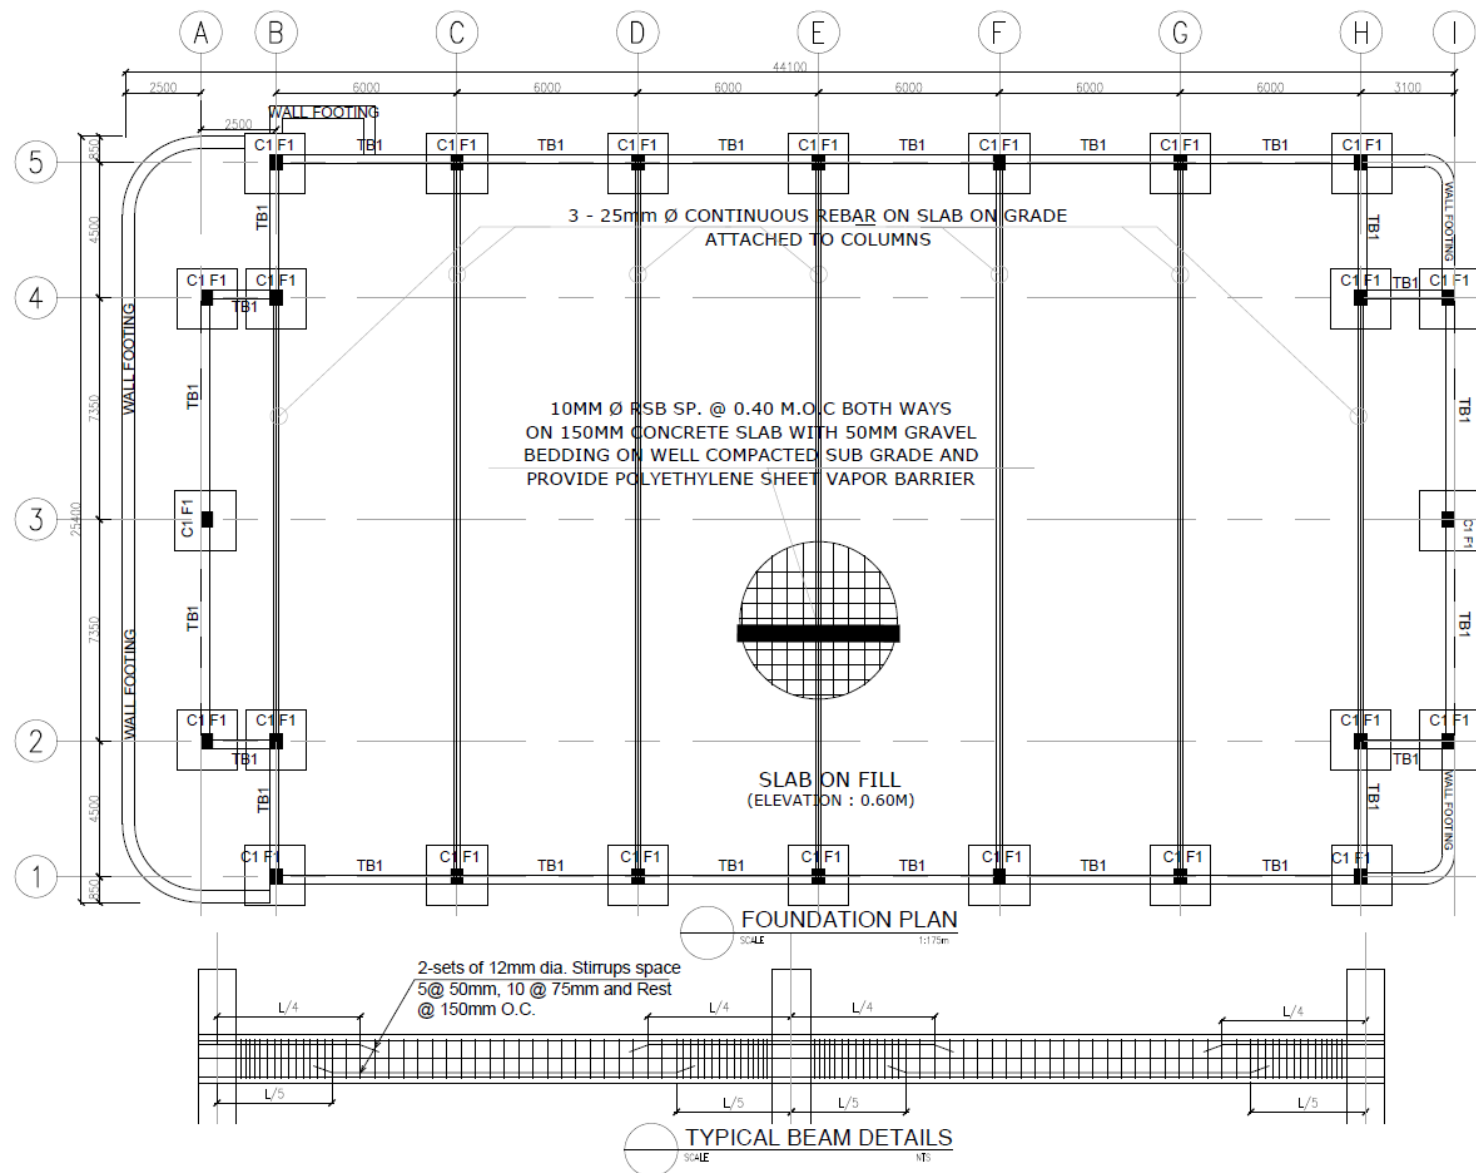 A B C D E F G H I
44100
2500 6000 6000 6000 6000 6000 6000 3100
2500
WALL FOOTING
850
5
C1 F1 TB1 C1 F1 TB1 C1 F1 TB1 C1 F1 TB1 C1 F1 TB1 C1 F1 TB1 C1 F1
WALL FOOTING
4500
TB1
3 - 25mm Ø CONTINUOUS REBAR ON SLAB ON GRADE
ATTACHED TO COLUMNS
TB1
4
C1 F1 C1 F1 C1 F1 TB1 C1 F1
TB1
WALL FOOTING
7350
TB1
10MM Ø RSB SP. @ 0.40 M.O.C BOTH WAYS
ON 150MM CONCRETE SLAB WITH 50MM GRAVEL
BEDDING ON WELL COMPACTED SUB GRADE AND
PROVIDE POLYETHYLENE SHEET VAPOR BARRIER
TB1
3
25400
C1 F1
C1 F1
7350
TB1
TB1
WALL FOOTING
2
C1 F1 C1 F1 C1 F1 C1 F1
TB1
TB1
SLAB ON FILL
(ELEVATION : 0.60M)
4500
TB1
TB1
WALL FOOTING
1
850
C1 F1 TB1 C1 F1 TB1 C1 F1 TB1 C1 F1 TB1 C1 F1 TB1 C1 F1 TB1 C1 F1
FOUNDATION PLAN
SCALE 1:175m
2-sets of 12mm dia. Stirrups space
5@ 50mm, 10 @ 75mm and Rest
@ 150mm O.C.
L/4 L/4 L/4 L/4
L/5 L/5 L/5 L/5
TYPICAL BEAM DETAILS
SCALE NTS